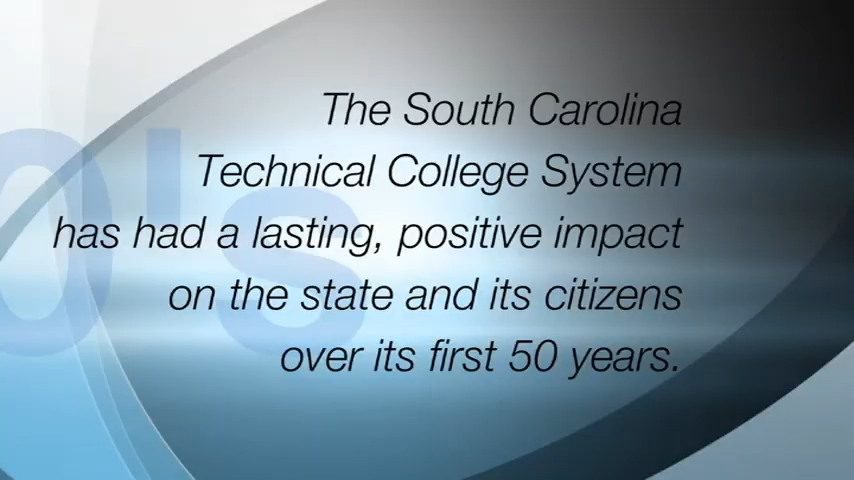 The South Carolina
Technical College System
has had a lasting, positive impact
on the state and its citizens
over its first 50 years.
0's